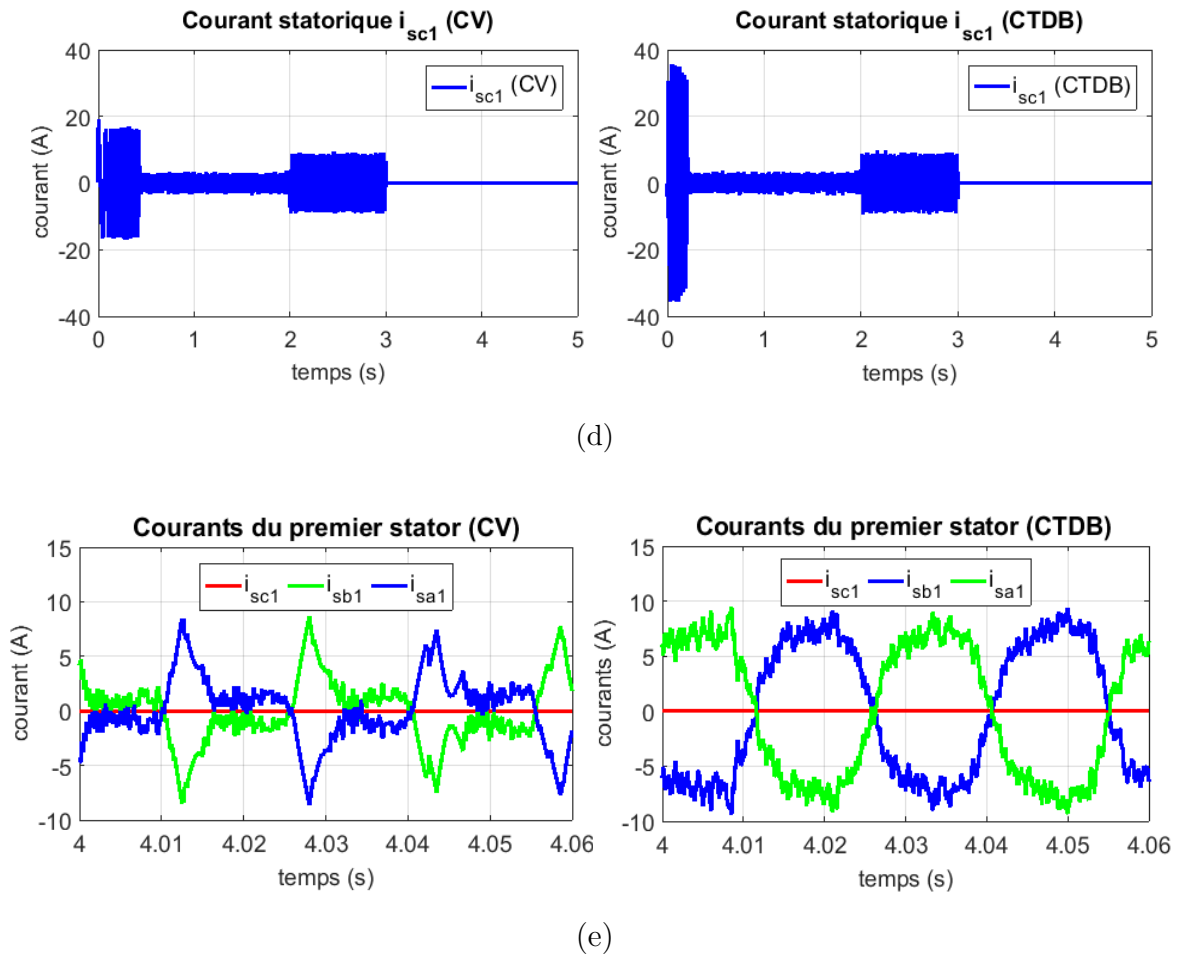 Courant statorique i_sc1 (CV)
40
20
0
-20
-40
courant (A)
i_sc1 (CV)
0 1 2 3 4 5
temps (s)
Courant statorique i_sc1 (CTDB)
40
20
0
-20
-40
courant (A)
i_sc1 (CTDB)
0 1 2 3 4 5
temps (s)
(d)
Courants du premier stator (CV)
15
10
5
0
-5
-10
courant (A)
i_sc1 i_sb1 i_sa1
4 4.01 4.02 4.03 4.04 4.05 4.06
temps (s)
Courants du premier stator (CTDB)
15
10
5
0
-5
-10
courants (A)
i_sc1 i_sb1 i_sa1
4 4.01 4.02 4.03 4.04 4.05 4.06
temps (s)
(e)